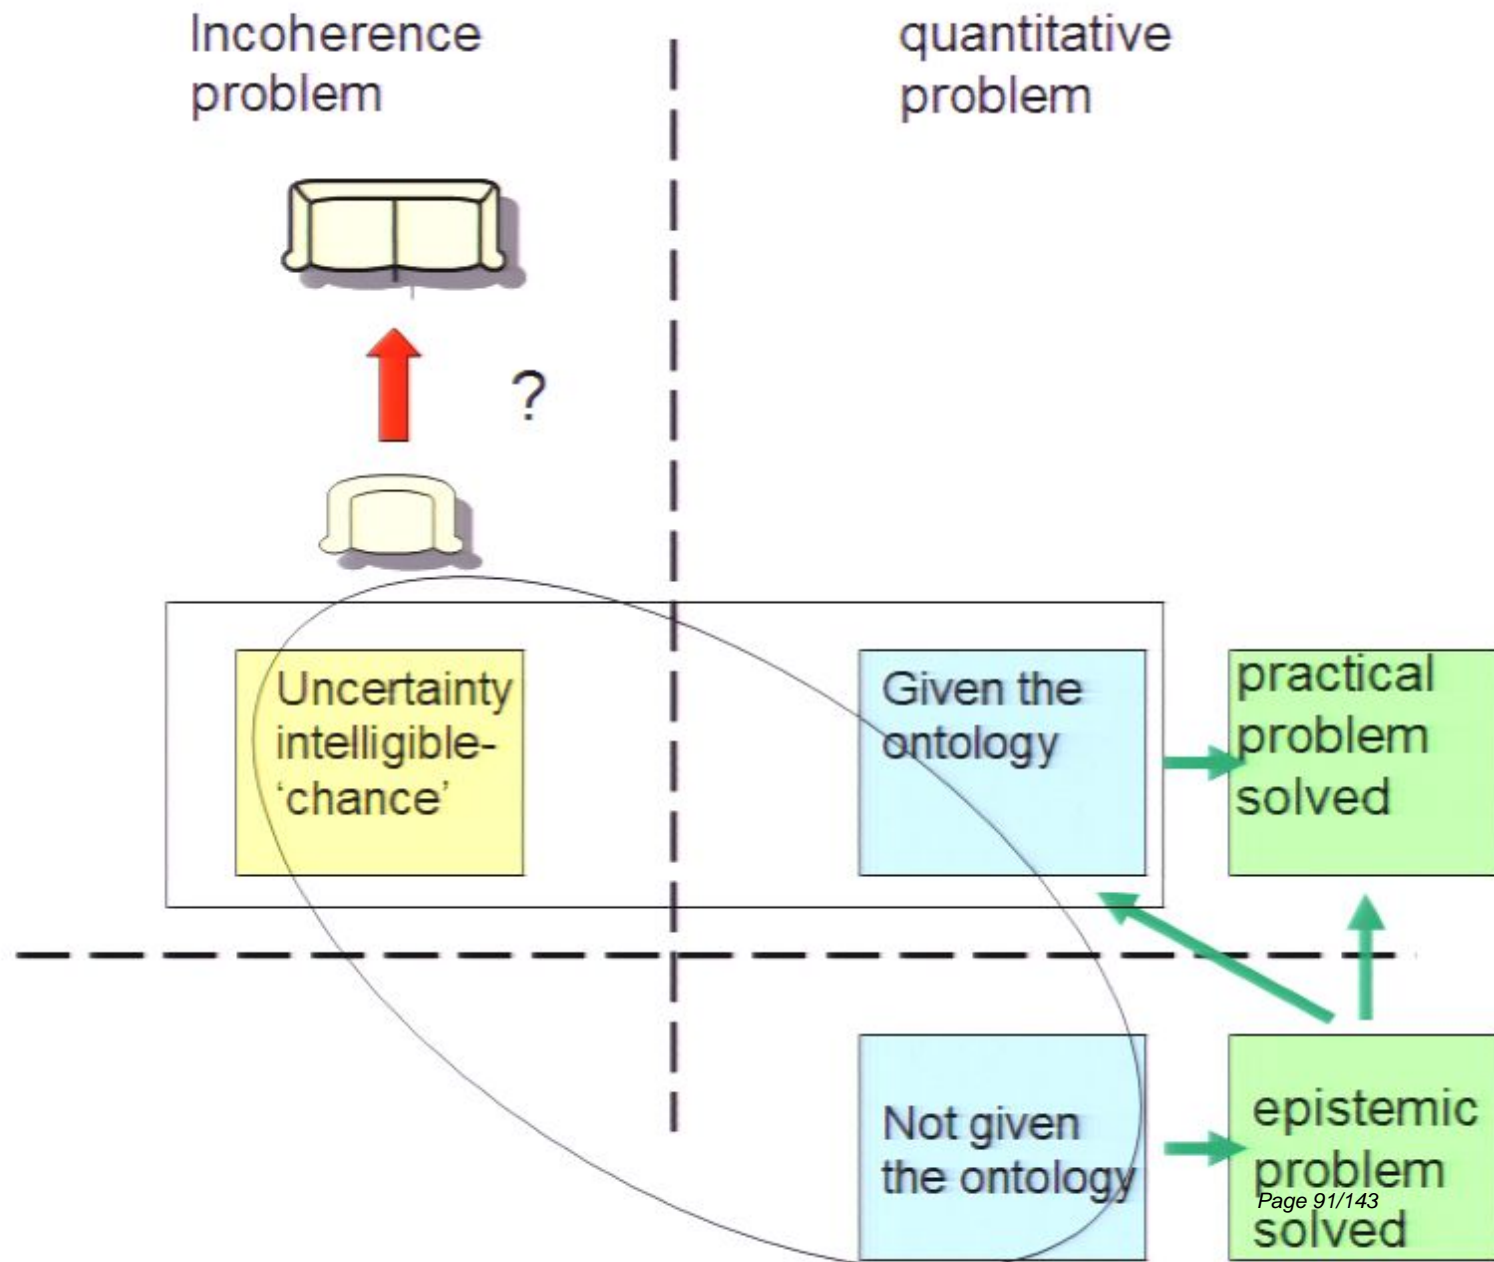 Incoherence
problem
quantitative
problem
?
Uncertainty
intelligible-
‘chance’
Given the
ontology
practical
problem
solved
Not given
the ontology
epistemic
problem
Page 91/143
solved